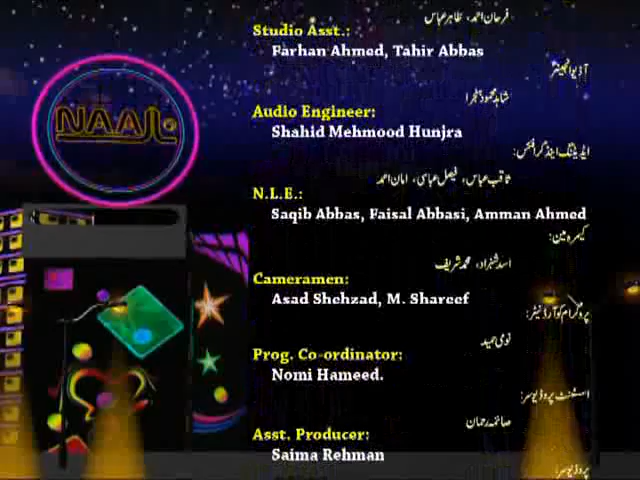 فرحان احمد، طاہر عباس
Studio Asst.:
Farhan Ahmed, Tahir Abbas
آڈیو انجینئر
شاہد محمود ہنجرا
Audio Engineer:
Shahid Mehmood Hunjra
ایڈیٹنگ اینڈ گرافکس:
ثاقب عباس، فیصل عباسی، امان احمد
N.L.E.:
Saqib Abbas, Faisal Abbasi, Amman Ahmed
کیمرہ مین:
اسد شہزاد، محمد شریف
Cameramen:
Asad Shehzad, M. Shareef
پروگرام کوآرڈنیٹر:
نومی حمید
Prog. Co-ordinator:
Nomi Hameed.
اسسٹنٹ پروڈیوسر:
صائمہ رحمان
Asst. Producer:
Saima Rehman
پروڈیوسر: